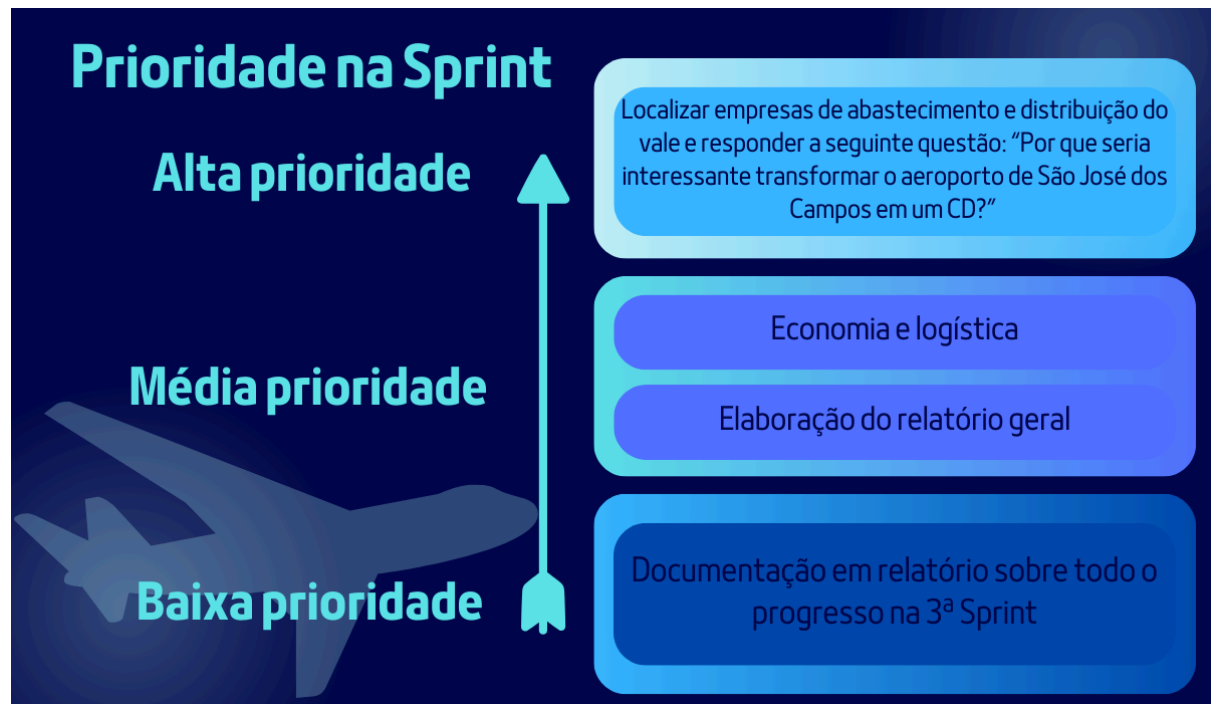 Prioridade na Sprint
Alta prioridade
Localizar empresas de abastecimento e distribuição do
vale e responder a seguinte questão: “Por que seria
interessante transformar o aeroporto de São José dos
Campos em um CD?”
Média prioridade
Economia e logística
Elaboração do relatório geral
Baixa prioridade
Documentação em relatório sobre todo o
progresso na 3ª Sprint